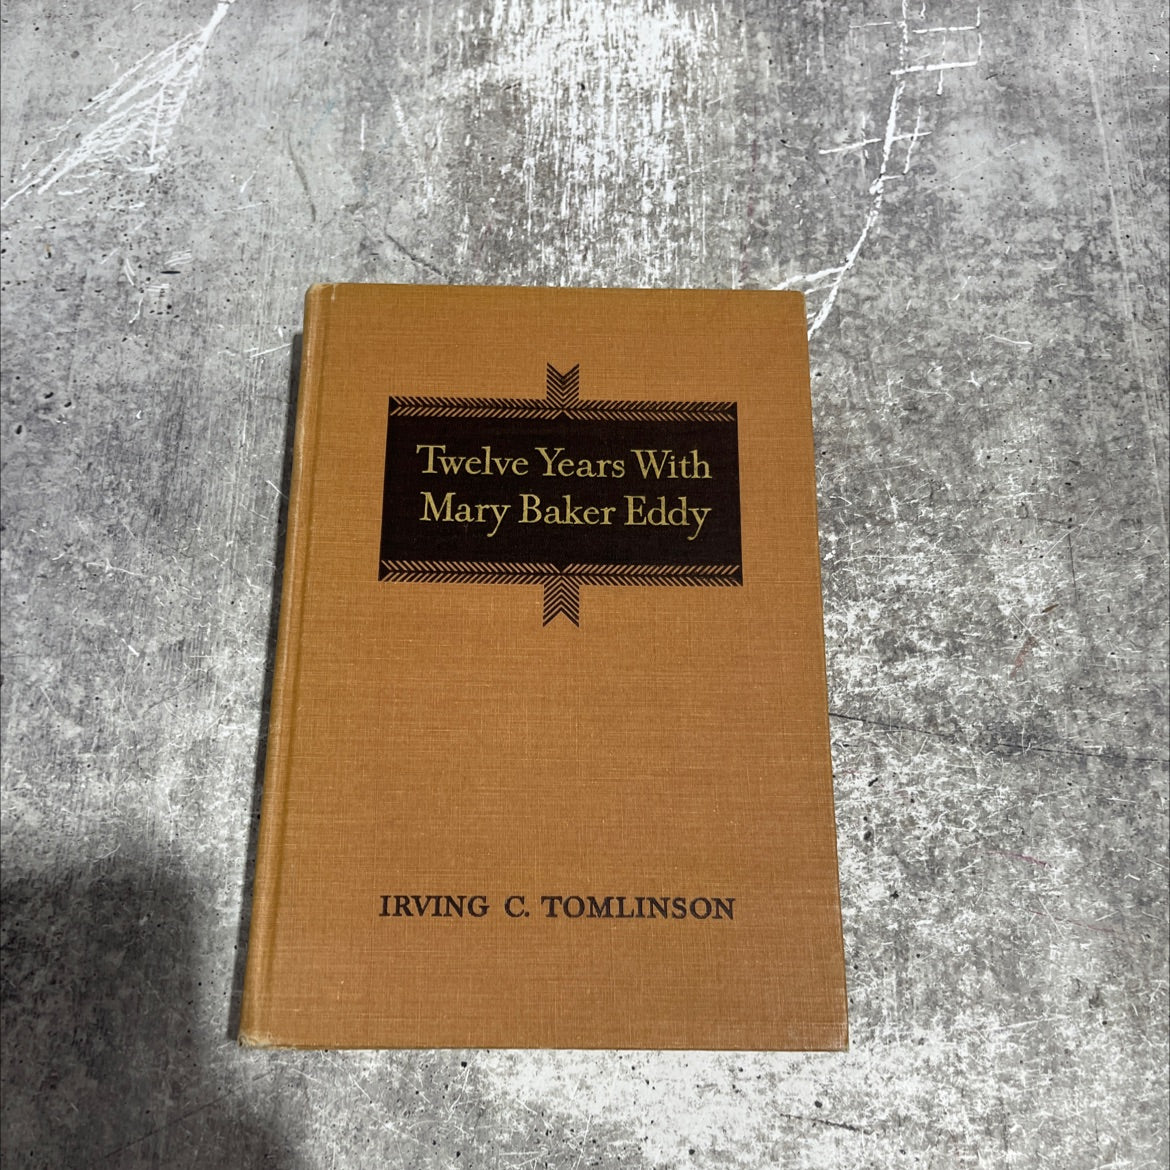 Twelve Years With
Mary Baker Eddy
IRVING C. TOMLINSON